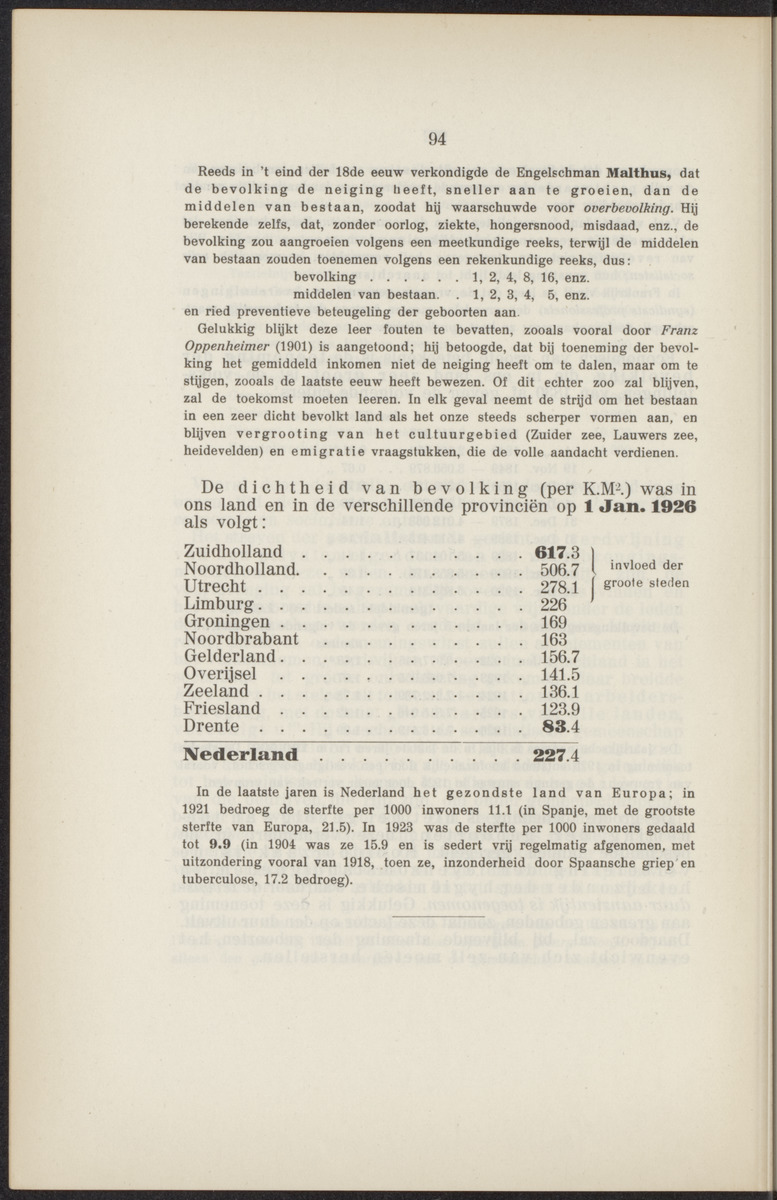 94
Reeds in 't eind der 18de eeuw verkondigde de Engelschman Malthus, dat
de bevolking de neiging heeft, sneller aan te groeien, dan de
middelen van bestaan, zoodat hij waarschuwde voor overbevolking. Hij
berekende zelfs, dat, zonder oorlog, ziekte, hongersnood, misdaad, enz., de
bevolking zou aangroeien volgens een meetkundige reeks, terwijl de middelen
van bestaan zouden toenemen volgens een rekenkundige reeks, dus:
bevolking . . . . . . 1, 2, 4, 8, 16, enz.
middelen van bestaan. . 1, 2, 3, 4, 5, enz.
en ried preventieve beteugeling der geboorten aan.
Gelukkig blijkt deze leer fouten te bevatten, zooals vooral door Franz
Oppenheimer (1901) is aangetoond; hij betoogde, dat bij toeneming der bevol-
king het gemiddeld inkomen niet de neiging heeft om te dalen, maar om te
stijgen, zooals de laatste eeuw heeft bewezen. Of dit echter zoo zal blijven,
zal de toekomst moeten leeren. In elk geval neemt de strijd om het bestaan
in een zeer dicht bevolkt land als het onze steeds scherper vormen aan, en
blijven vergrooting van het cultuurgebied (Zuider zee, Lauwers zee,
heidevelden) en emigratie vraagstukken, die de volle aandacht verdienen.
De dichtheid van bevolking (per K.M².) was in
ons land en in de verschillende provinciën op 1 Jan. 1926
als volgt:
Zuidholland . . . . . . . . . . . 617.3
Noordholland. . . . . . . . . . . 506.7 invloed der
Utrecht . . . . . . . . . . . . . 278.1 groote steden
Limburg . . . . . . . . . . . . . 226
Groningen . . . . . . . . . . . . 169
Noordbrabant . . . . . . . . . . 163
Gelderland . . . . . . . . . . . . 156.7
Overijsel . . . . . . . . . . . . 141.5
Zeeland . . . . . . . . . . . . . 136.1
Friesland . . . . . . . . . . . . 123.9
Drente . . . . . . . . . . . . . 83.4
Nederland . . . . . . . . . . 227.4
In de laatste jaren is Nederland het gezondste land van Europa; in
1921 bedroeg de sterfte per 1000 inwoners 11.1 (in Spanje, met de grootste
sterfte van Europa, 21.5). In 1923 was de sterfte per 1000 inwoners gedaald
tot 9.9 (in 1904 was ze 15.9 en is sedert vrij regelmatig afgenomen, met
uitzondering vooral van 1918, toen ze, inzonderheid door Spaansche griep en
tuberculose, 17.2 bedroeg).